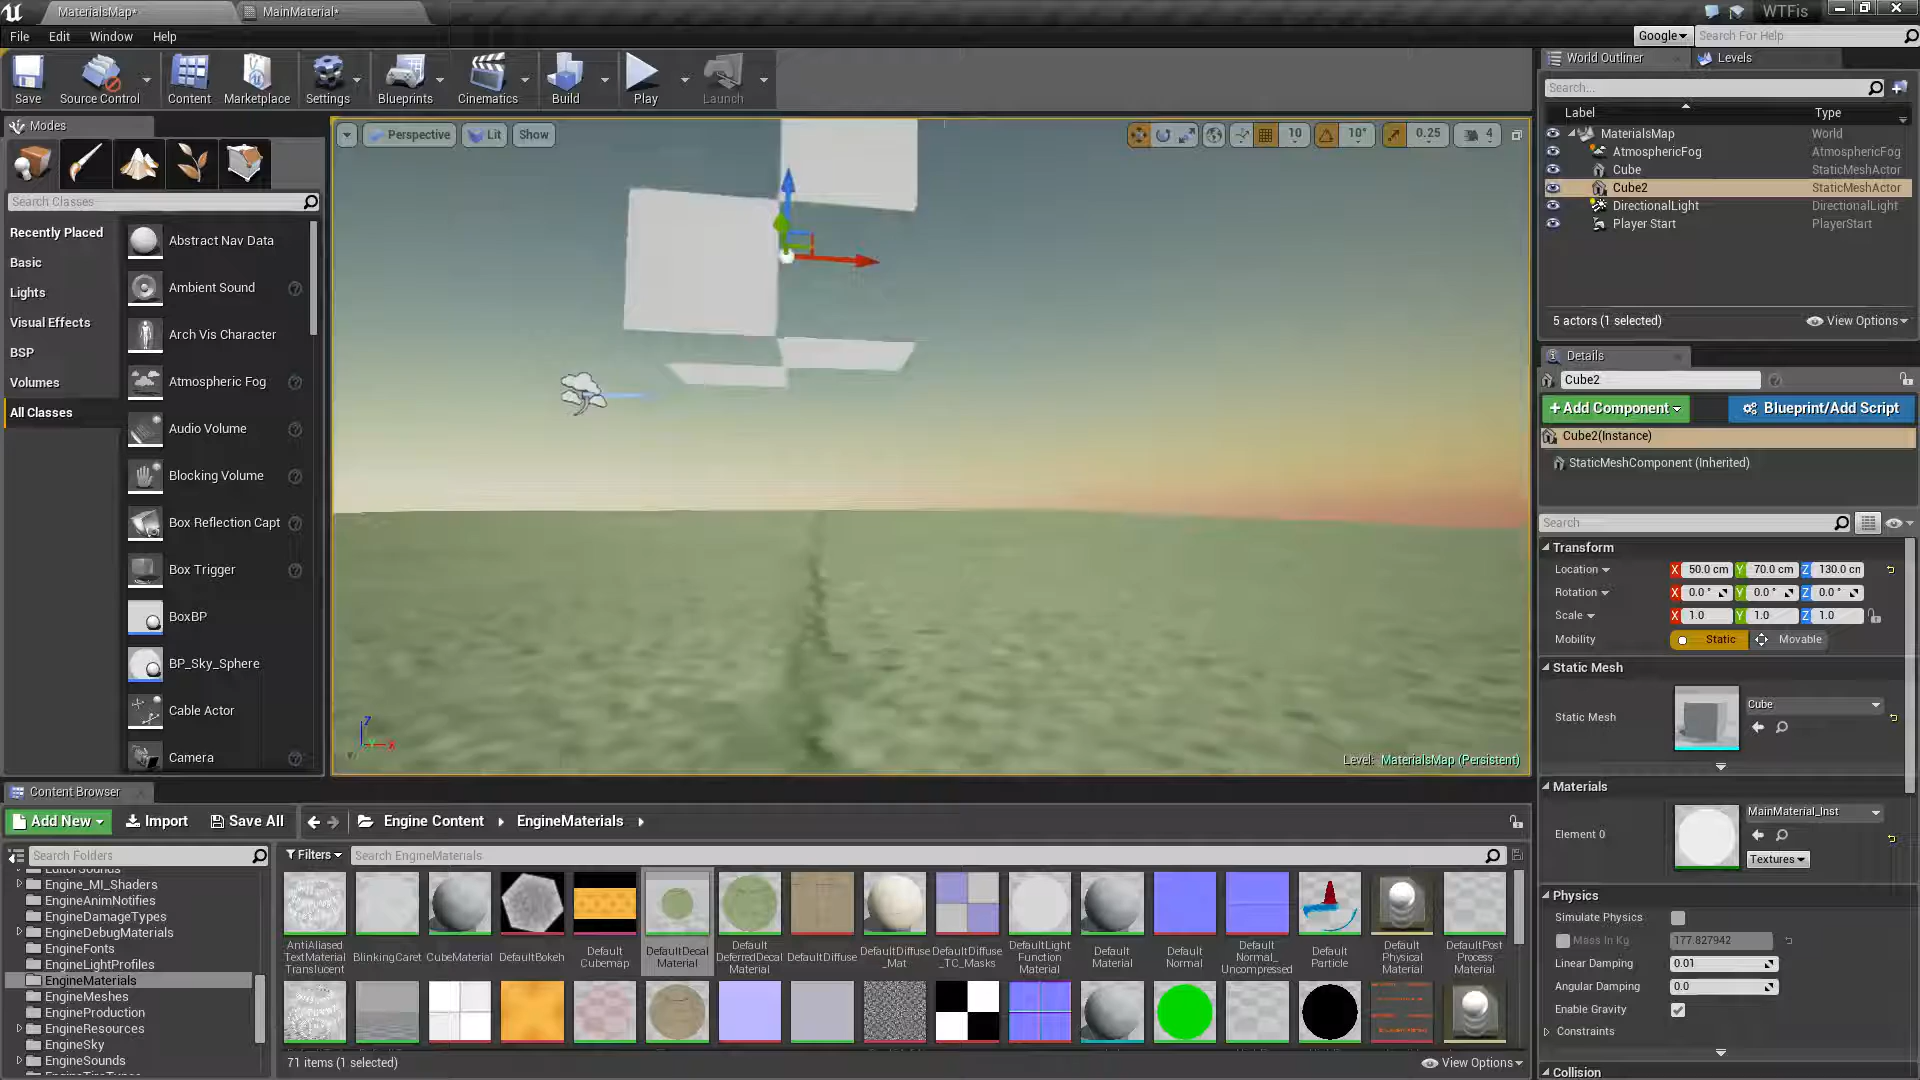 MaterialsMap*
MainMaterial*
WTFis
File Edit Window Help
Google
Search For Help
Save
Source Control
Content
Marketplace
Settings
Blueprints
Cinematics
Build
Play
Launch
Modes
Search Classes
Recently Placed
Basic
Lights
Visual Effects
BSP
Volumes
All Classes
Abstract Nav Data
Ambient Sound
Arch Vis Character
Atmospheric Fog
Audio Volume
Blocking Volume
Box Reflection Capt
Box Trigger
BoxBP
BP_Sky_Sphere
Cable Actor
Camera
Perspective
Lit
Show
10
10°
0.25
4
Z
X
Level: MaterialsMap (Persistent)
World Outliner
Levels
Search...
Label Type
MaterialsMap World
AtmosphericFog AtmosphericFog
Cube StaticMeshActor
Cube2 StaticMeshActor
DirectionalLight DirectionalLight
Player Start PlayerStart
5 actors (1 selected)
View Options
Details
Cube2
+Add Component
Blueprint/Add Script
Cube2(Instance)
StaticMeshComponent (Inherited)
Search
Transform
Location X 50.0 cm Y 70.0 cm Z 130.0 cm
Rotation X 0.0 ° Y 0.0 ° Z 0.0 °
Scale X 1.0 Y 1.0 Z 1.0
Mobility Static Movable
Static Mesh
Static Mesh
Cube
Materials
Element 0
MainMaterial_Inst
Textures
Physics
Simulate Physics
Mass in Kg 177.827942
Linear Damping 0.01
Angular Damping 0.0
Enable Gravity
Constraints
Collision
Content Browser
Add New
Import
Save All
Engine Content
EngineMaterials
Search Folders
Filters
Search EngineMaterials
EditorSounds
Engine_MI_Shaders
EngineAnimNotifies
EngineDamageTypes
EngineDebugMaterials
EngineFonts
EngineLightProfiles
EngineMaterials
EngineMeshes
EngineProduction
EngineResources
EngineSky
EngineSounds
AntiAliased TextMaterial Translucent
BlinkingCaret
CubeMaterial
DefaultBokeh
Default Cubemap
DefaultDecal Material
Default DeferredDecal Material
DefaultDiffuse
DefaultDiffuse _Mat
DefaultDiffuse _TC_Masks
DefaultLight Function Material
Default Material
Default Normal
Default Normal_ Uncompressed
Default Particle
Default Physical Material
DefaultPost Process Material
71 items (1 selected)
View Options